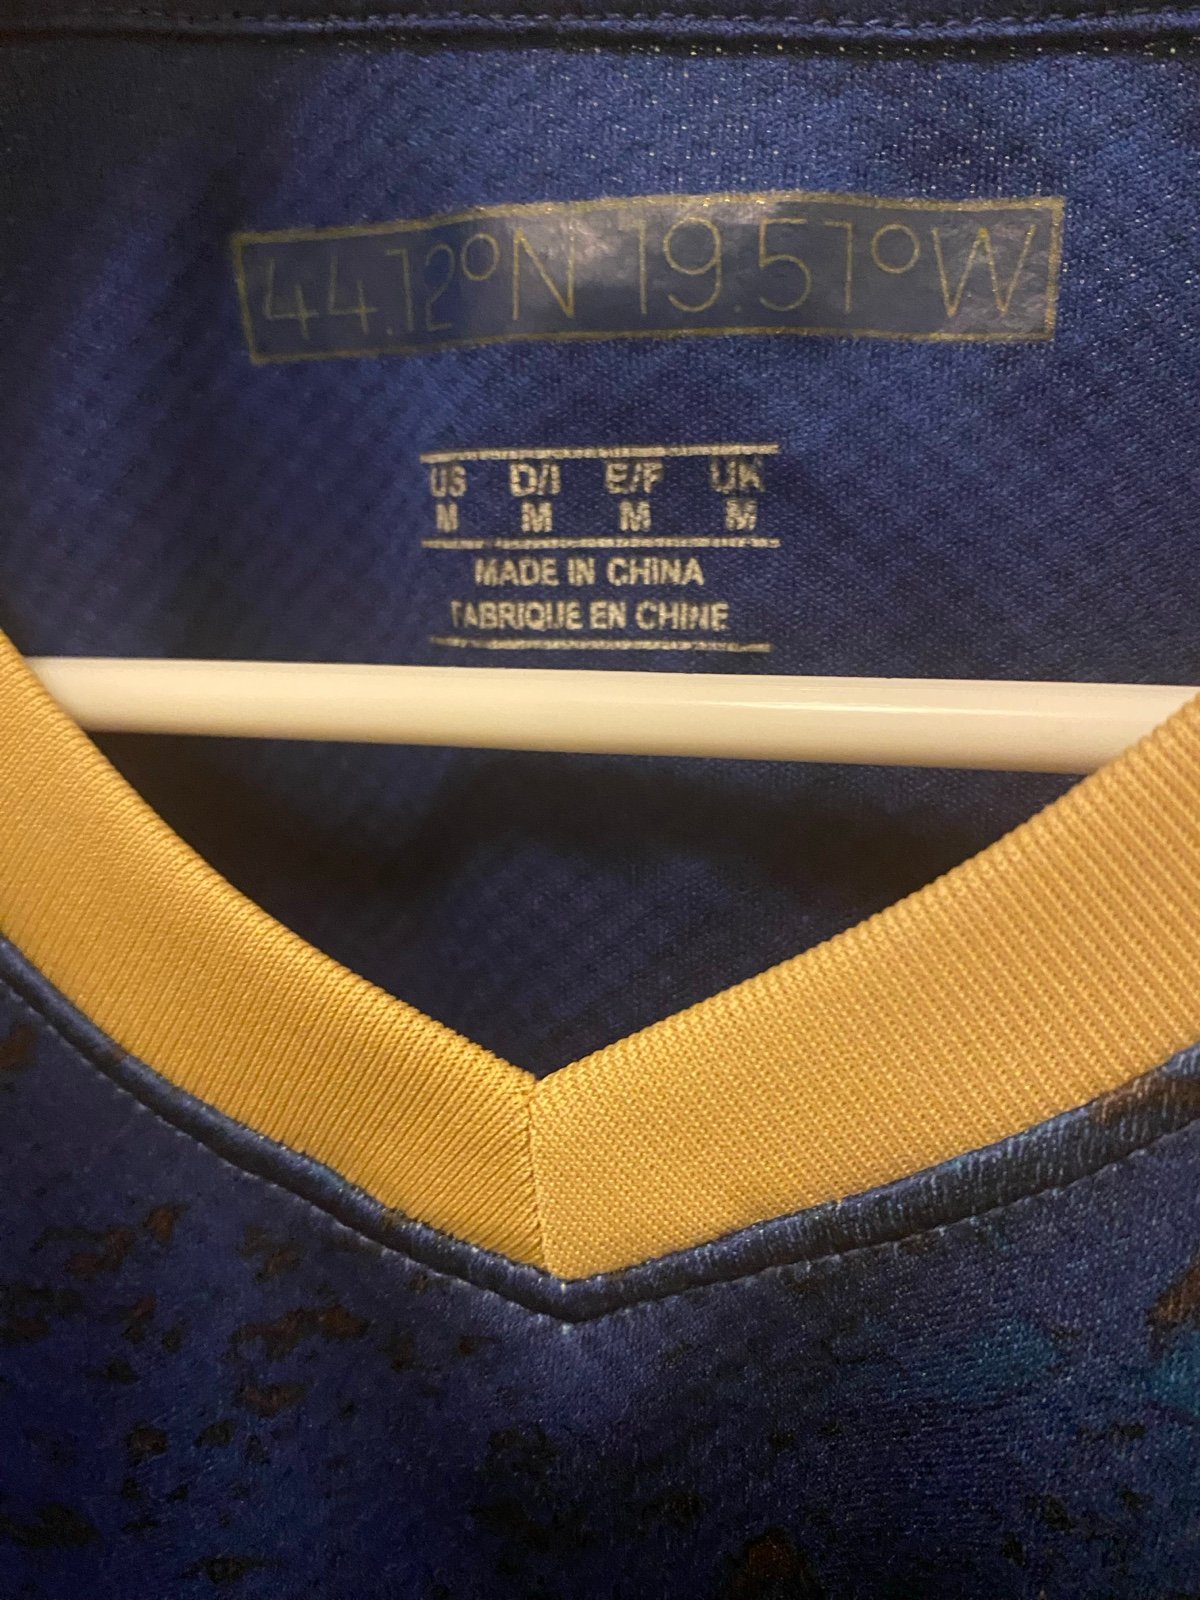 44.12°N 19.51°W
US D/I E/F UK
M M M M
MADE IN CHINA
FABRIQUE EN CHINE